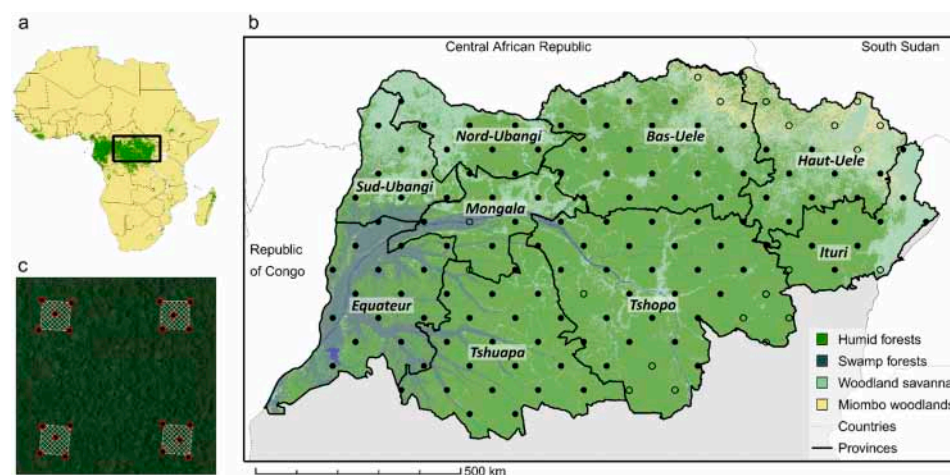 a
b
Central African Republic
South Sudan
Nord-Ubangi
Bas-Uele
Haut-Uele
Sud-Ubangi
Mongala
Republic
of Congo
Ituri
c
Equateur
Tshopo
Tshuapa
Humid forests
Swamp forests
Woodland savanna
Miombo woodlands
Countries
Provinces
500 km